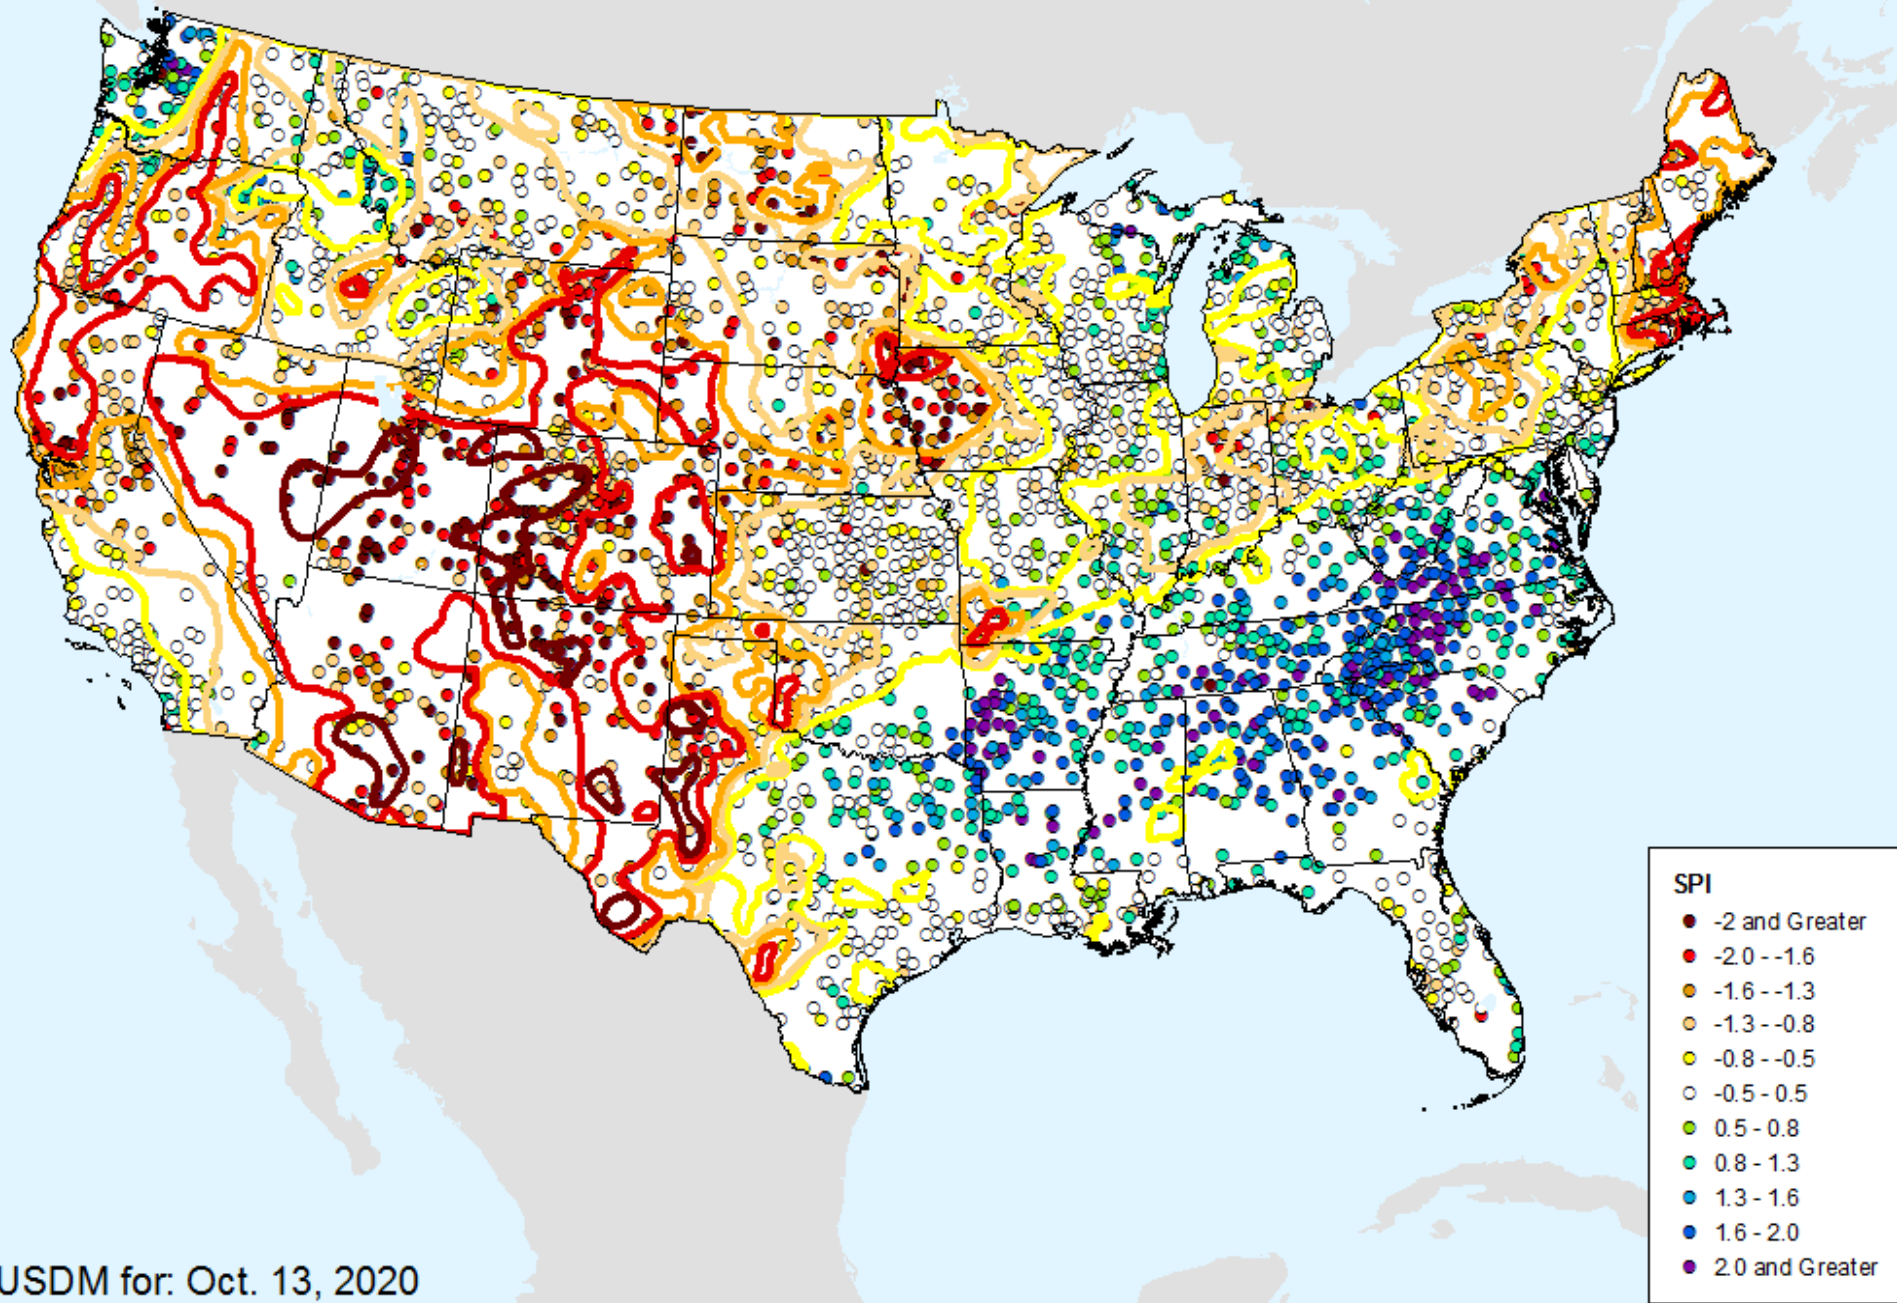 SPI
-2 and Greater
-2.0 - -1.6
-1.6 - -1.3
-1.3 - -0.8
-0.8 - -0.5
-0.5 - 0.5
0.5 - 0.8
0.8 - 1.3
1.3 - 1.6
1.6 - 2.0
2.0 and Greater
USDM for: Oct. 13, 2020